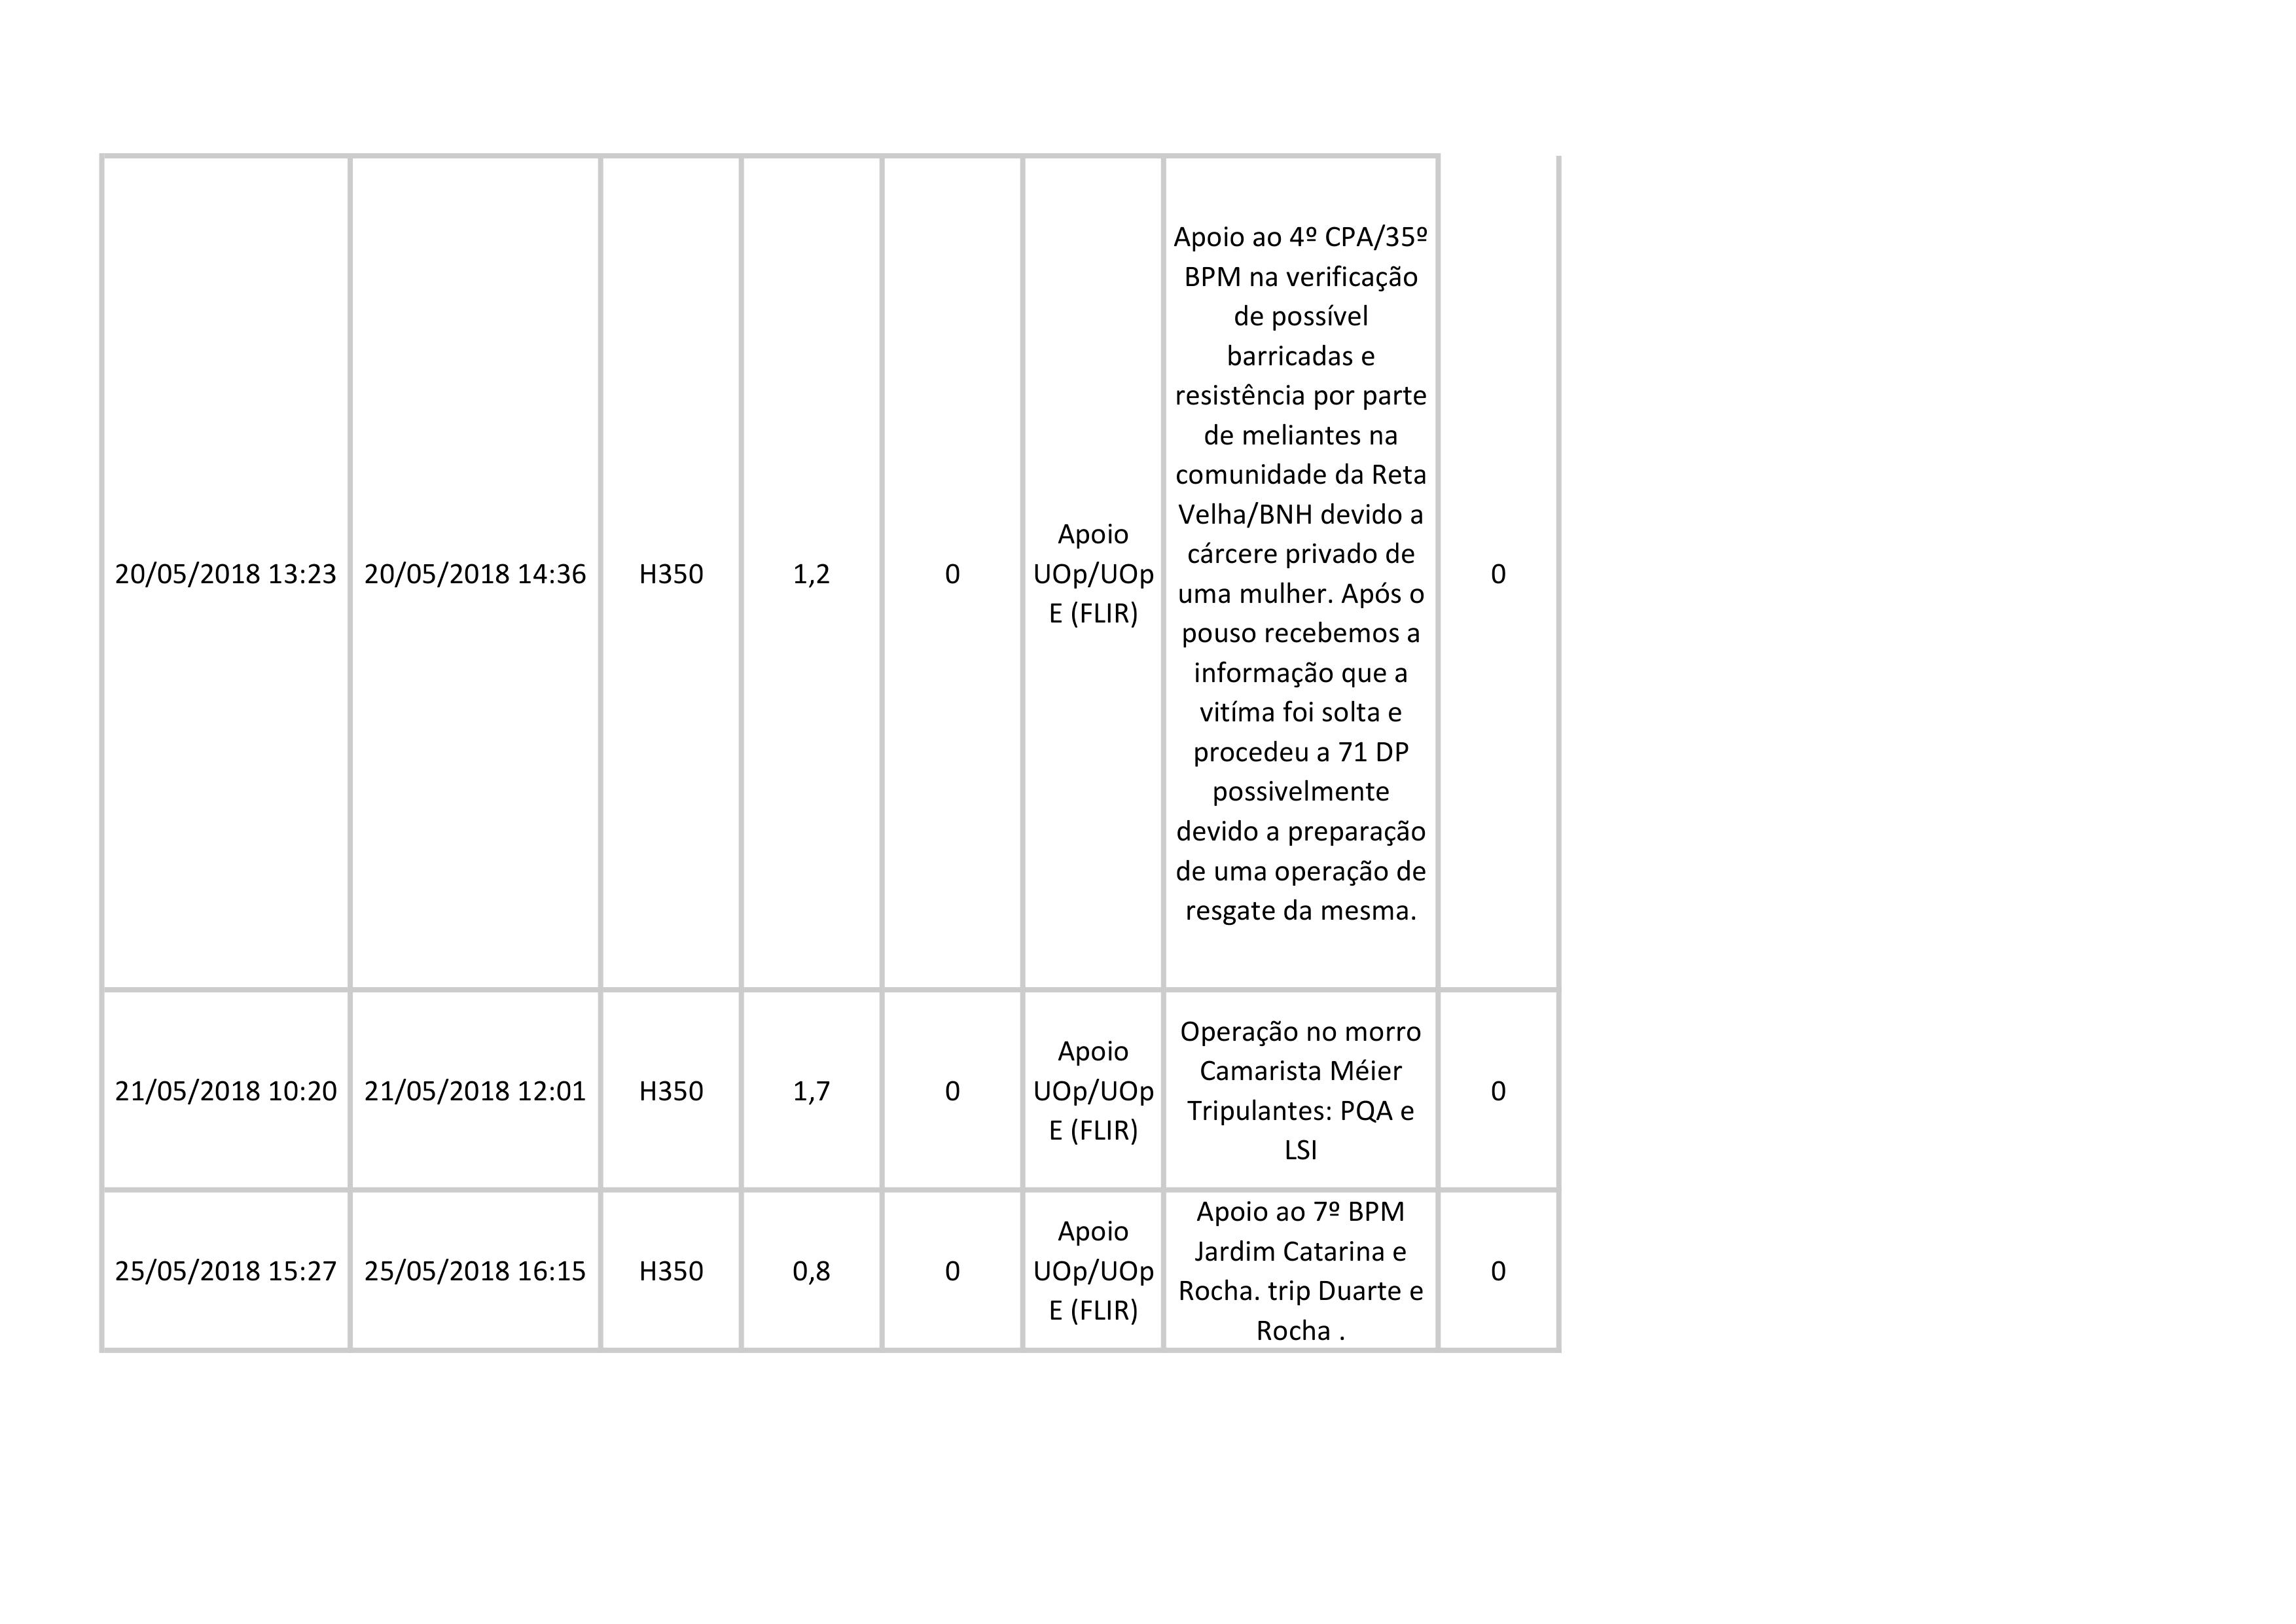 20/05/2018 13:23
20/05/2018 14:36
H350
1,2
0
Apoio
UOp/UOp
E (FLIR)
Apoio ao 4º CPA/35º
BPM na verificação
de possível
barricadas e
resistência por parte
de meliantes na
comunidade da Reta
Velha/BNH devido a
cárcere privado de
uma mulher. Após o
pouso recebemos a
informação que a
vitíma foi solta e
procedeu a 71 DP
possivelmente
devido a preparação
de uma operação de
resgate da mesma.
0
21/05/2018 10:20
21/05/2018 12:01
H350
1,7
0
Apoio
UOp/UOp
E (FLIR)
Operação no morro
Camarista Méier
Tripulantes: PQA e
LSI
0
25/05/2018 15:27
25/05/2018 16:15
H350
0,8
0
Apoio
UOp/UOp
E (FLIR)
Apoio ao 7º BPM
Jardim Catarina e
Rocha. trip Duarte e
Rocha .
0